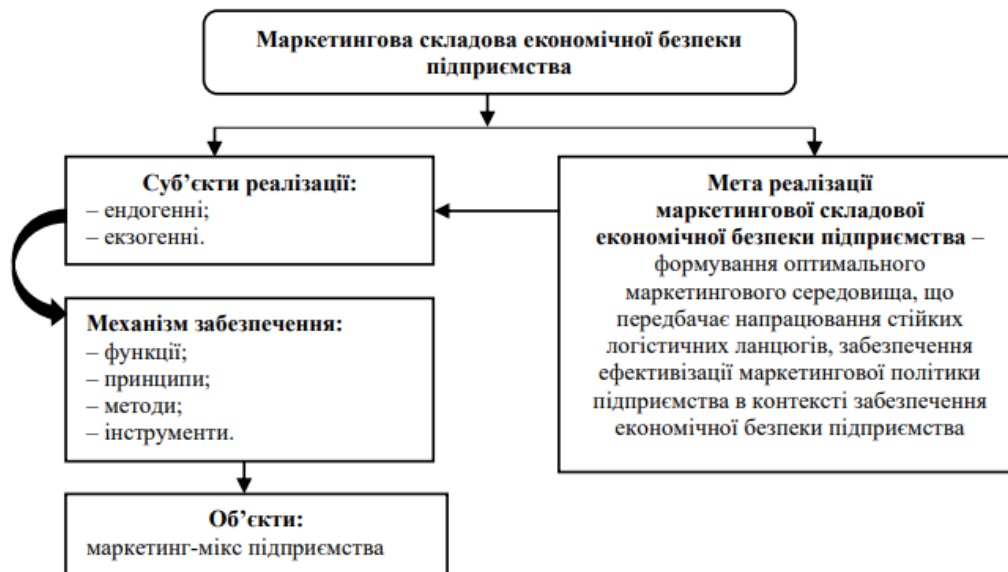 Маркетингова складова економічної безпеки
підприємства
Суб’єкти реалізації:
– ендогенні;
– екзогенні.
Механізм забезпечення:
– функції;
– принципи;
– методи;
– інструменти.
Об’єкти:
маркетинг-мікс підприємства
Мета реалізації
маркетингової складової
економічної безпеки підприємства –
формування оптимального
маркетингового середовища, що
передбачає напрацювання стійких
логістичних ланцюгів, забезпечення
ефективізації маркетингової політики
підприємства в контексті забезпечення
економічної безпеки підприємства